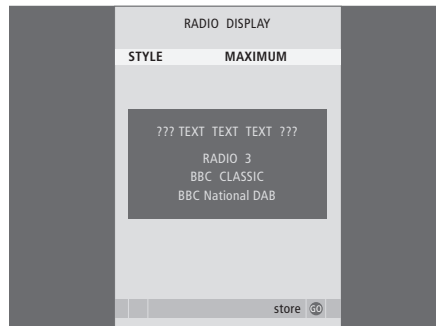 RADIO DISPLAY
STYLE MAXIMUM
??? TEXT TEXT TEXT ???
RADIO 3
BBC CLASSIC
BBC National DAB
store GO